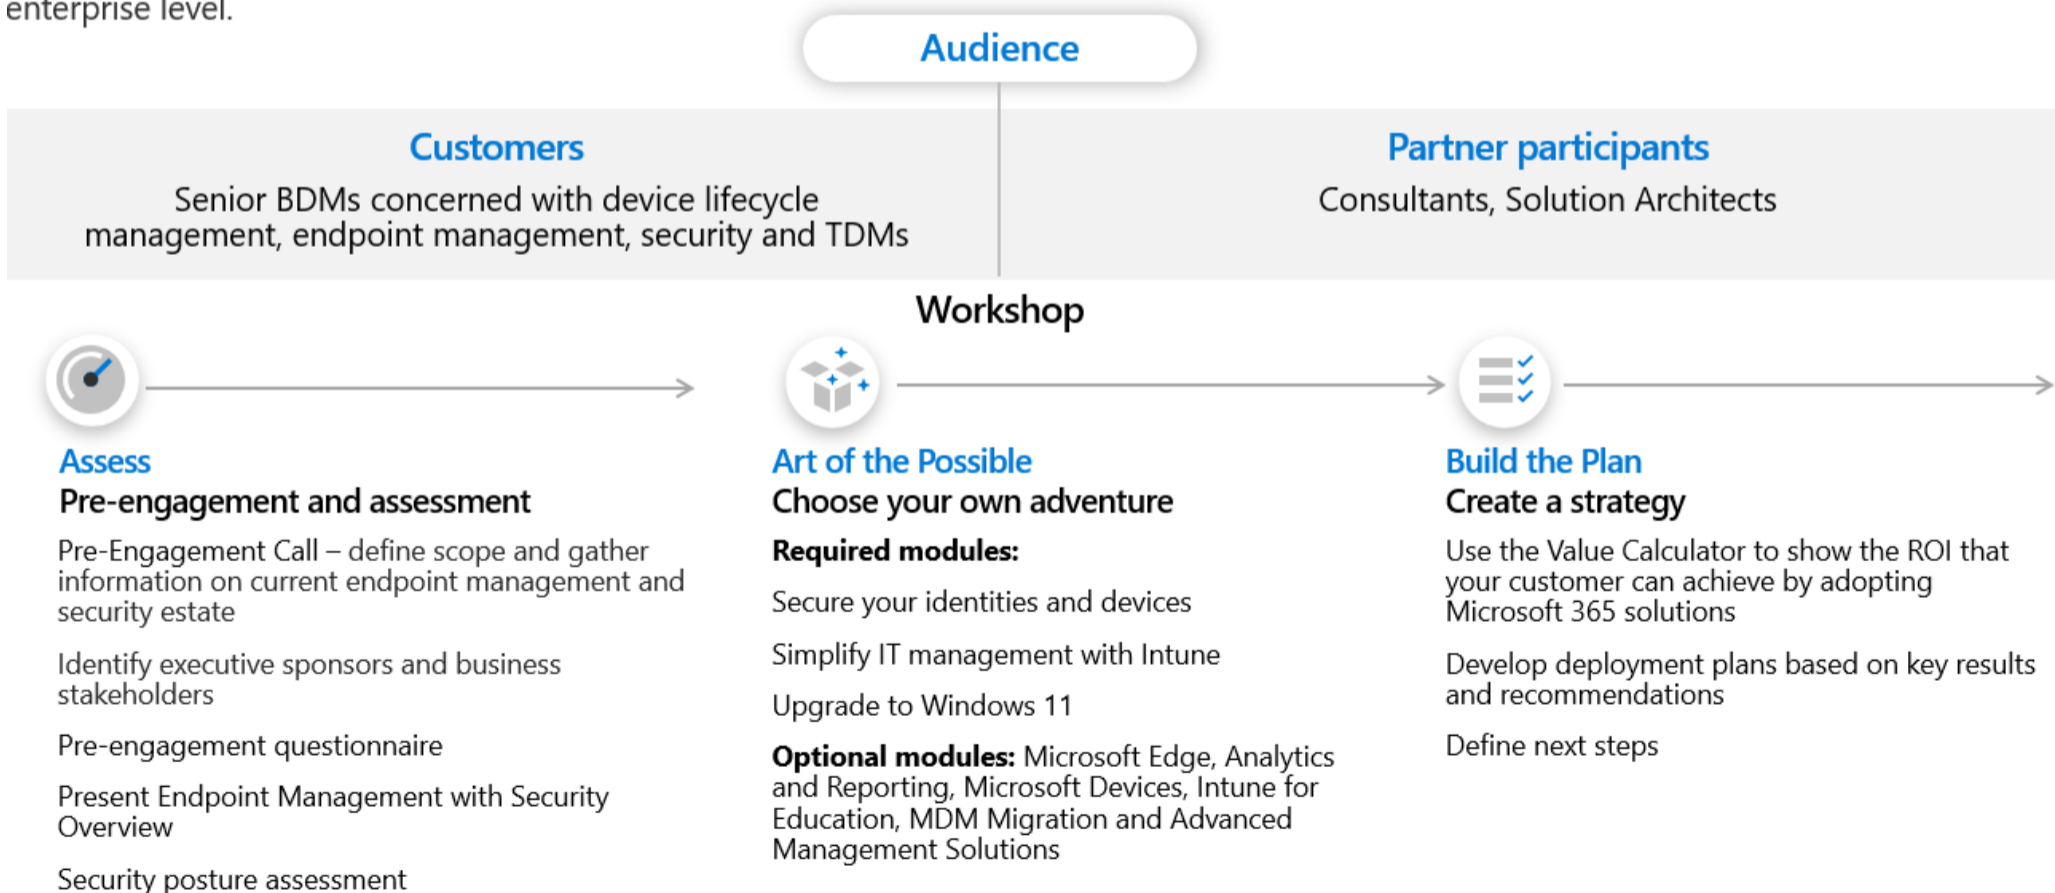 enterprise level.
Audience
Customers
Senior BDMs concerned with device lifecycle
management, endpoint management, security and TDMs
Partner participants
Consultants, Solution Architects
Workshop
Assess
Pre-engagement and assessment
Pre-Engagement Call – define scope and gather
information on current endpoint management and
security estate
Identify executive sponsors and business
stakeholders
Pre-engagement questionnaire
Present Endpoint Management with Security
Overview
Security posture assessment
Art of the Possible
Choose your own adventure
Required modules:
Secure your identities and devices
Simplify IT management with Intune
Upgrade to Windows 11
Optional modules: Microsoft Edge, Analytics
and Reporting, Microsoft Devices, Intune for
Education, MDM Migration and Advanced
Management Solutions
Build the Plan
Create a strategy
Use the Value Calculator to show the ROI that
your customer can achieve by adopting
Microsoft 365 solutions
Develop deployment plans based on key results
and recommendations
Define next steps